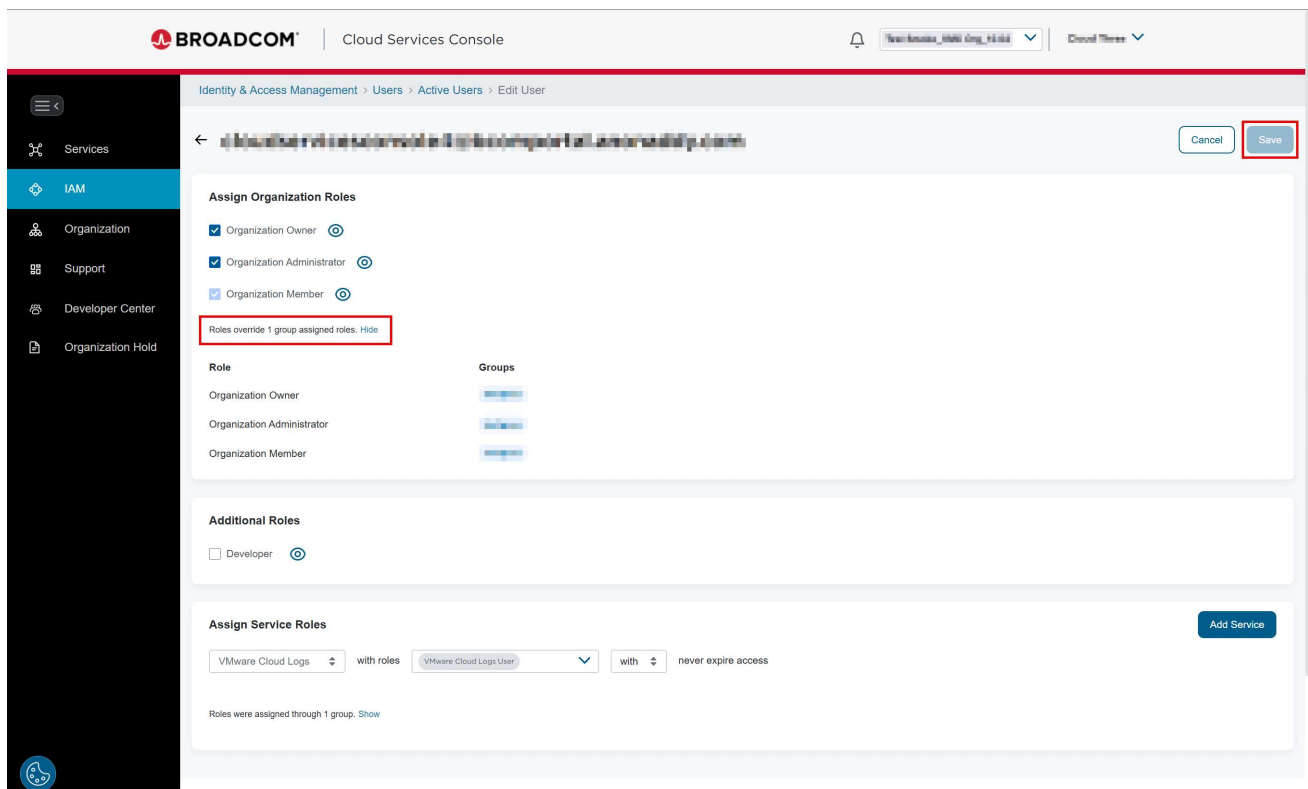 BROADCOM® Cloud Services Console
Identity & Access Management > Users > Active Users > Edit User
Cancel
Save
Services
IAM
Organization
Support
Developer Center
Organization Hold
Assign Organization Roles
Organization Owner
Organization Administrator
Organization Member
Roles override 1 group assigned roles. Hide
Role Groups
Organization Owner
Organization Administrator
Organization Member
Additional Roles
Developer
Assign Service Roles
Add Service
VMware Cloud Logs with roles VMware Cloud Logs User with never expire access
Roles were assigned through 1 group. Show